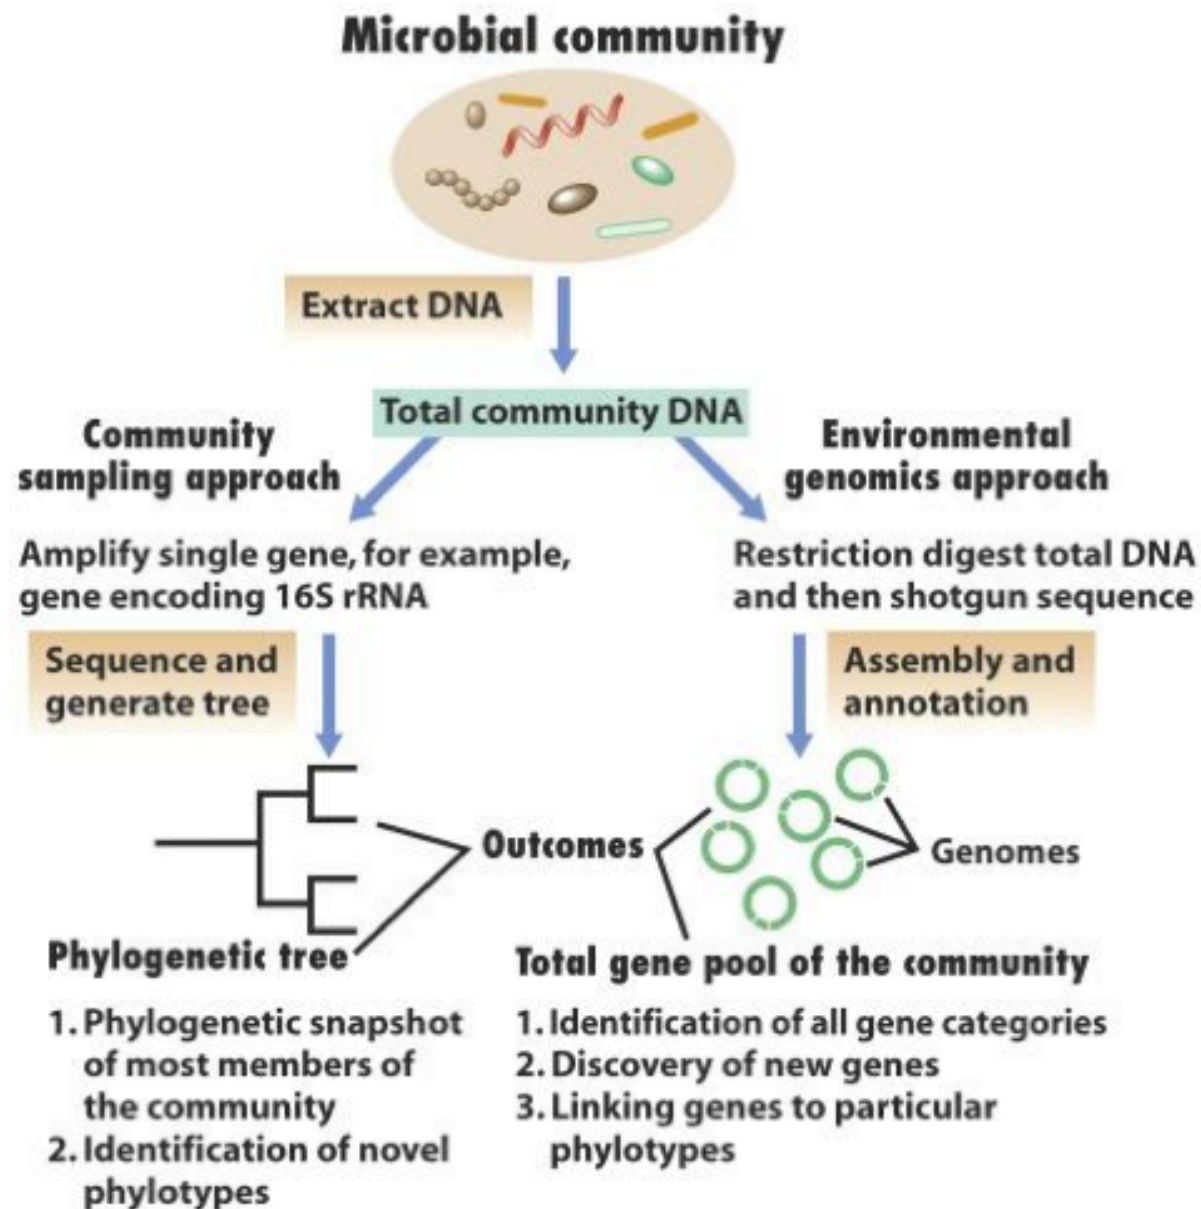 Microbial community
Extract DNA
Total community DNA
Community
sampling approach
Amplify single gene, for example,
gene encoding 16S rRNA
Sequence and
generate tree
Environmental
genomics approach
Restriction digest total DNA
and then shotgun sequence
Assembly and
annotation
Outcomes
Genomes
Phylogenetic tree
1. Phylogenetic snapshot
of most members of
the community
2. Identification of novel
phylotypes
Total gene pool of the community
1. Identification of all gene categories
2. Discovery of new genes
3. Linking genes to particular
phylotypes